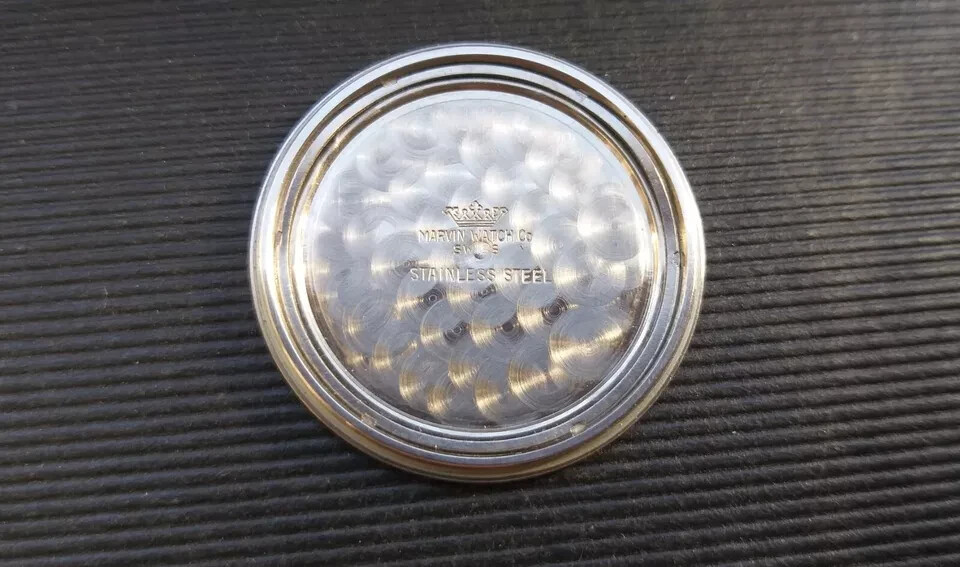 MARVIN WATCH Co
SWISS
STAINLESS STEEL